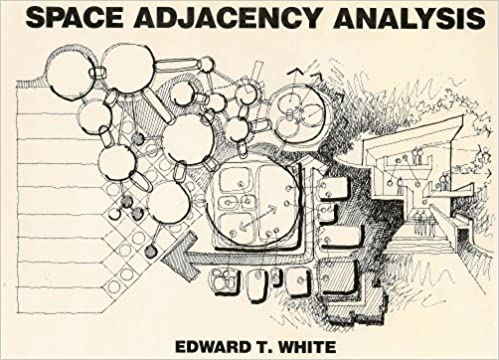 SPACE ADJACENCY ANALYSIS
EDWARD T. WHITE